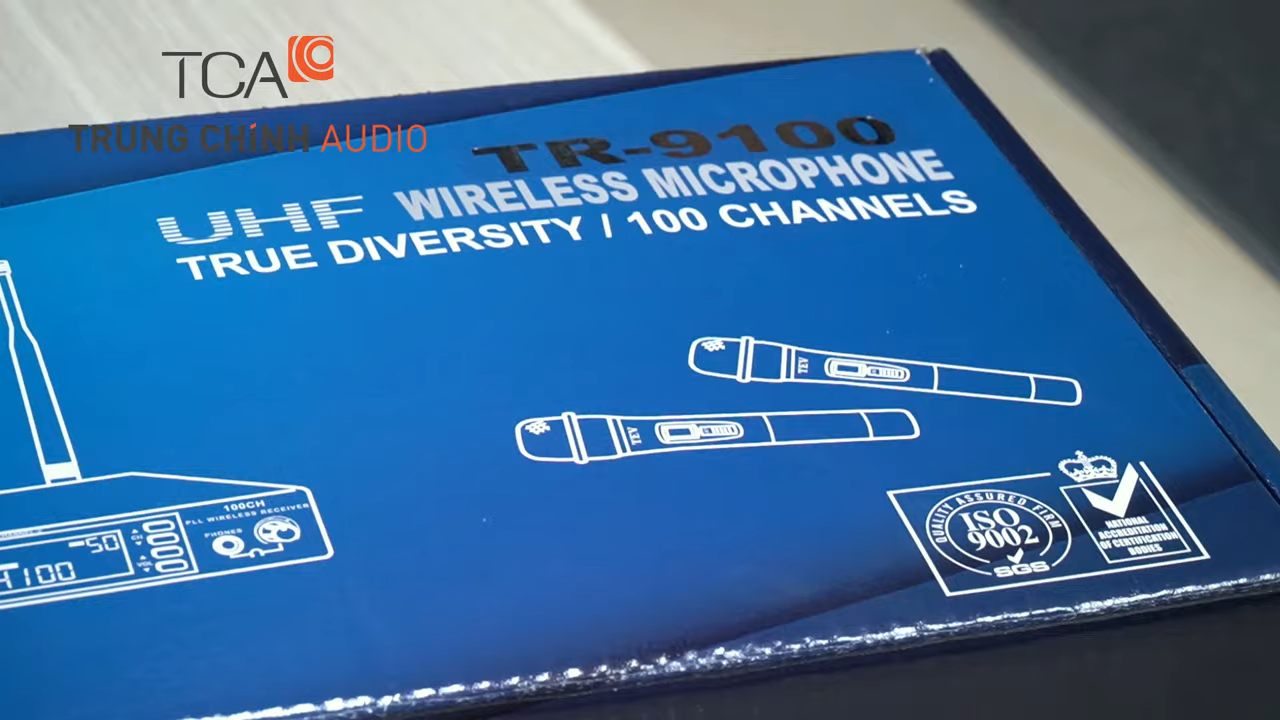 TCA
TRUNG CHÍNH AUDIO
TR-9100
UHF WIRELESS MICROPHONE
TRUE DIVERSITY / 100 CHANNELS
TEV
TEV
100CH
PLL WIRELESS RECEIVER
PHONES
50
CH
VOL
9100
QUALITY ASSURED FIRM
ISO
9002
SGS
NATIONAL
ACCREDITATION
OF CERTIFICATION
BODIES